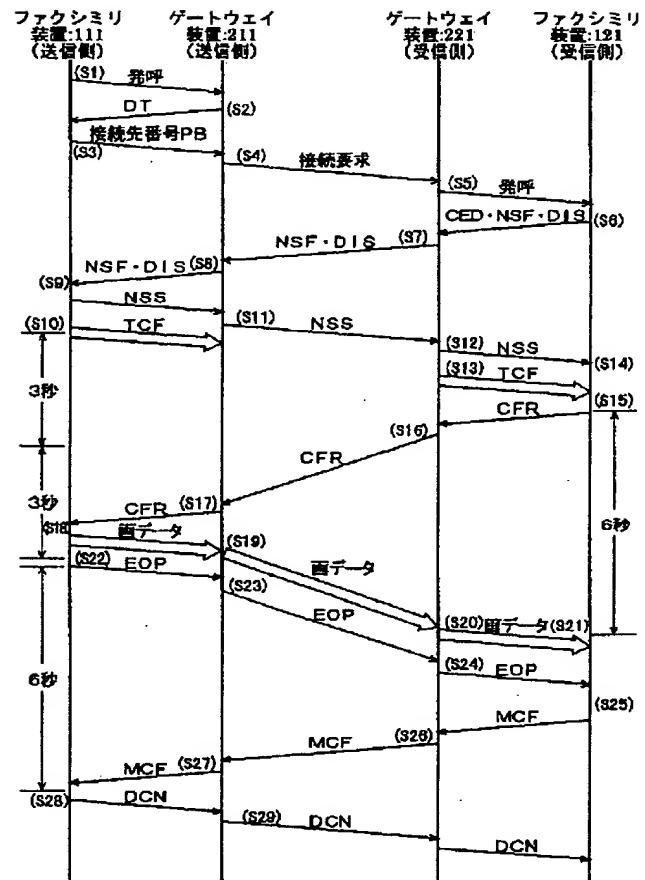 ファクシミリ
装置:111
(送信側)
ゲートウェイ
装置:211
(送信側)
ゲートウェイ
装置:221
(受信側)
ファクシミリ
装置:121
(受信側)
(S1) 発呼
DT (S2)
接続先番号PB
(S3)
(S4) 接続要求
(S5) 発呼
CED・NSF・DIS (S6)
NSF・DIS (S7)
NSF・DIS (S8)
(S9)
NSS
(S10) TCF
(S11) NSS
(S12) NSS
(S13) TCF
(S14)
3秒
(S15)
CFR
(S16)
CFR
3秒
CFR (S17)
S18
画データ
(S19)
6秒
(S22) EOP
画データ
(S23)
EOP
(S20) 画データ (S21)
(S24) EOP
6秒
(S25)
MCF
MCF (S26)
MCF (S27)
(S28) DCN
(S29) DCN
DCN